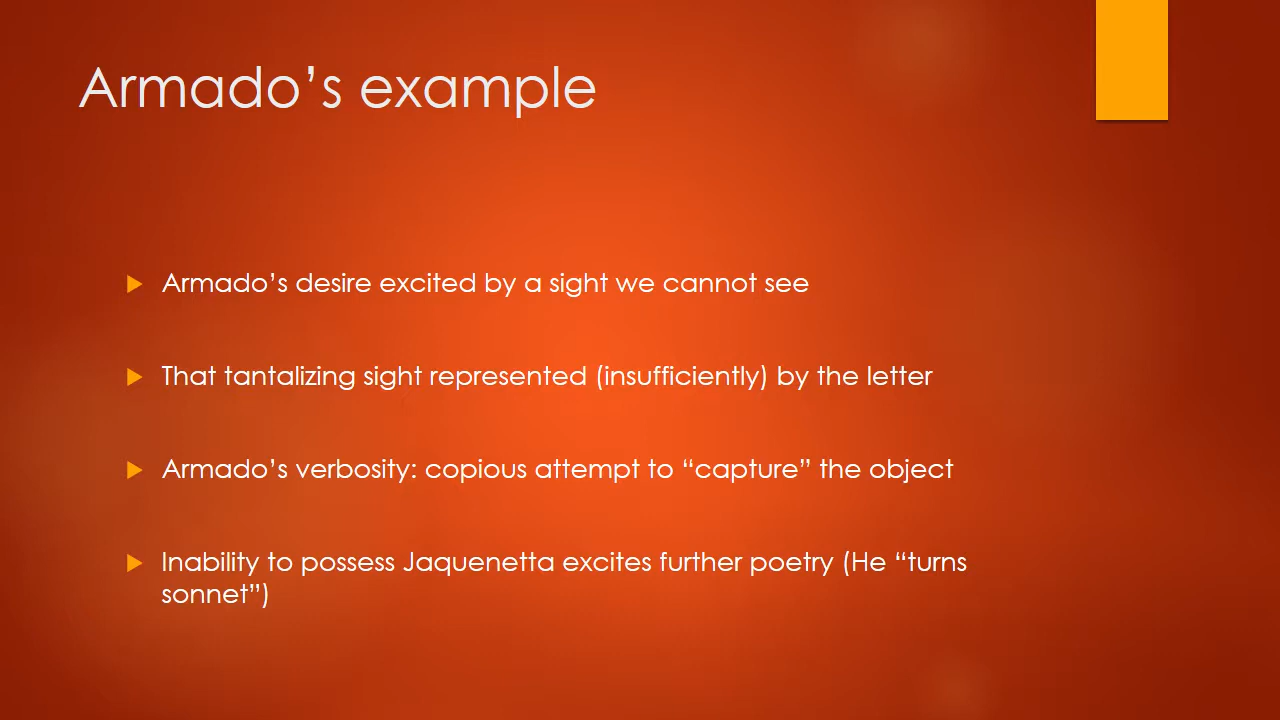 Armado’s example
Armado’s desire excited by a sight we cannot see
That tantalizing sight represented (insufficiently) by the letter
Armado’s verbosity: copious attempt to “capture” the object
Inability to possess Jaquenetta excites further poetry (He “turns
sonnet”)